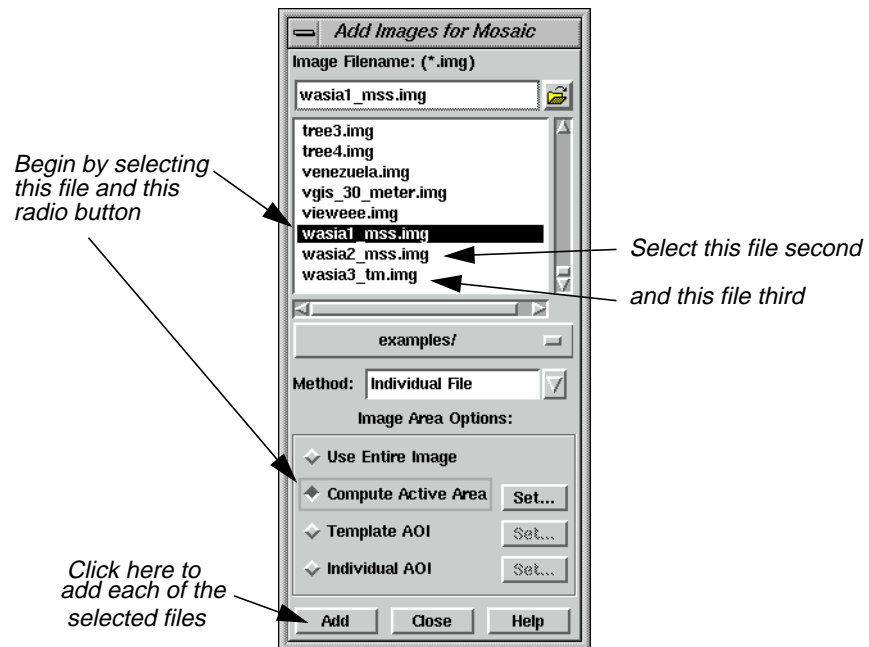 Add Images for Mosaic
Image Filename: (*.img)
wasia1_mss.img
tree3.img
tree4.img
venezuela.img
vgis_30_meter.img
vieweee.img
wasia1_mss.img
wasia2_mss.img
wasia3_tm.img
Begin by selecting
this file and this
radio button
Select this file second
and this file third
examples/
Method: Individual File
Image Area Options:
Use Entire Image
Compute Active Area Set...
Template AOI Set...
Individual AOI Set...
Click here to
add each of the
selected files
Add Close Help